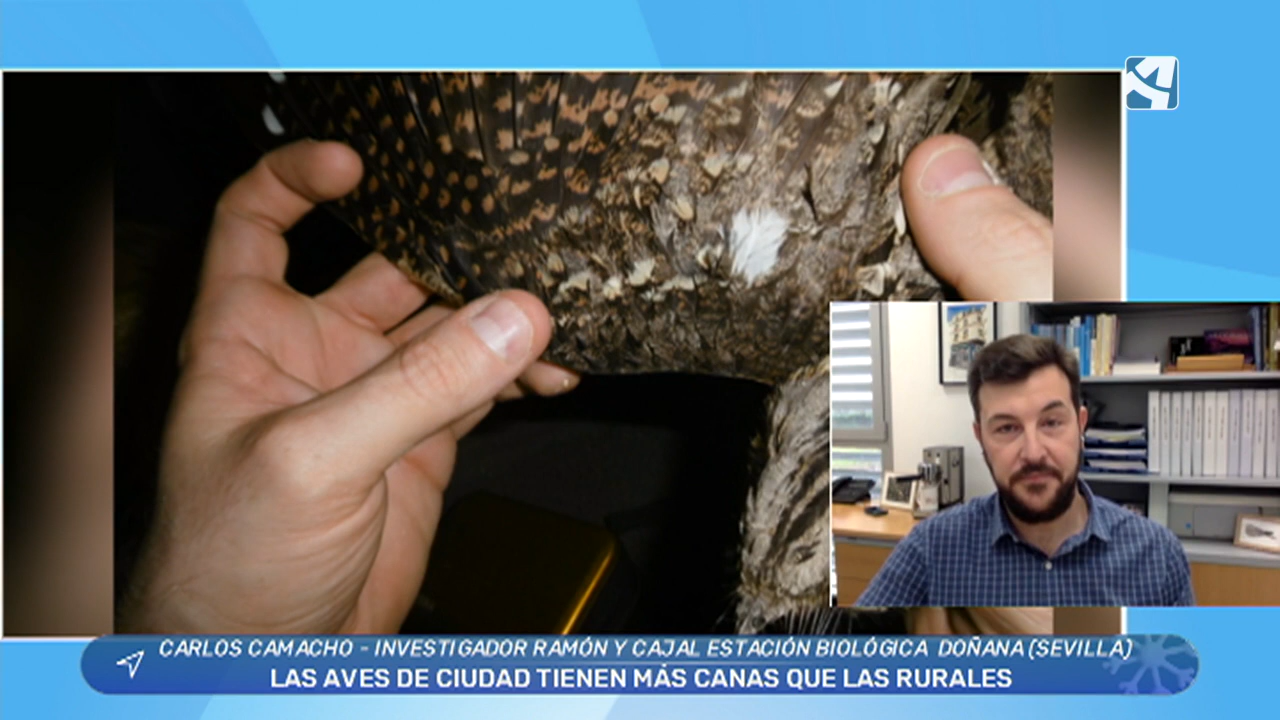 CARLOS CAMACHO - INVESTIGADOR RAMÓN Y CAJAL ESTACIÓN BIOLÓGICA DOÑANA (SEVILLA)
LAS AVES DE CIUDAD TIENEN MÁS CANAS QUE LAS RURALES